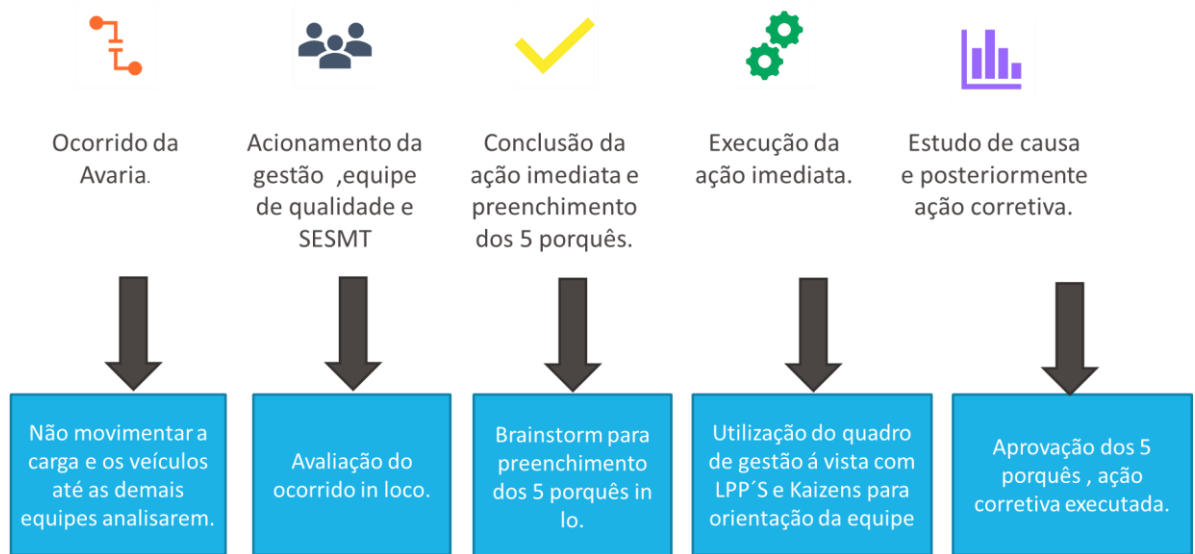 Ocorrido da
Avaria.
Acionamento da
gestão ,equipe
de qualidade e
SESMT
Conclusão da
ação imediata e
preenchimento
dos 5 porquês.
Execução da
ação imediata.
Estudo de causa
e posteriormente
ação corretiva.
Não movimentar a
carga e os veículos
até as demais
equipes analisarem.
Avaliação do
ocorrido in loco.
Brainstorm para
preenchimento
dos 5 porquês in
lo.
Utilização do quadro
de gestão á vista com
LPP´S e Kaizens para
orientação da equipe
Aprovação dos 5
porquês , ação
corretiva executada.